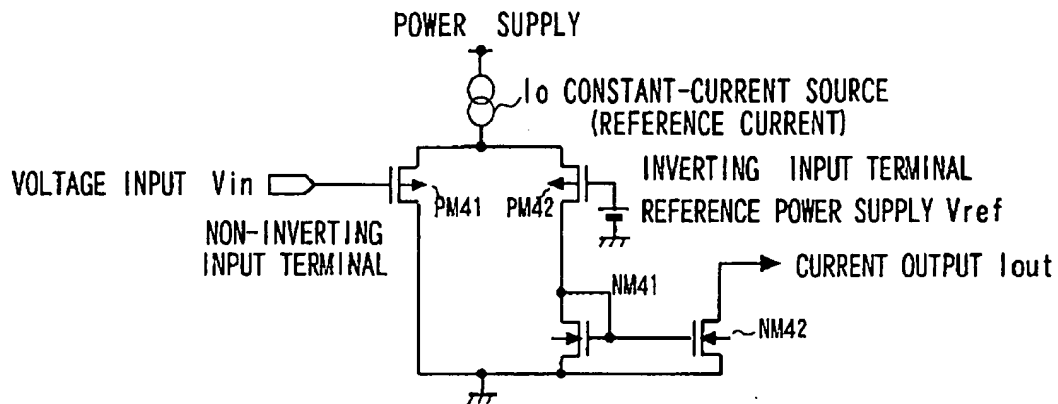 POWER SUPPLY
Io CONSTANT-CURRENT SOURCE
(REFERENCE CURRENT)
VOLTAGE INPUT Vin
PM41
PM42
INVERTING INPUT TERMINAL
REFERENCE POWER SUPPLY Vref
NON-INVERTING
INPUT TERMINAL
CURRENT OUTPUT Iout
NM41
NM42